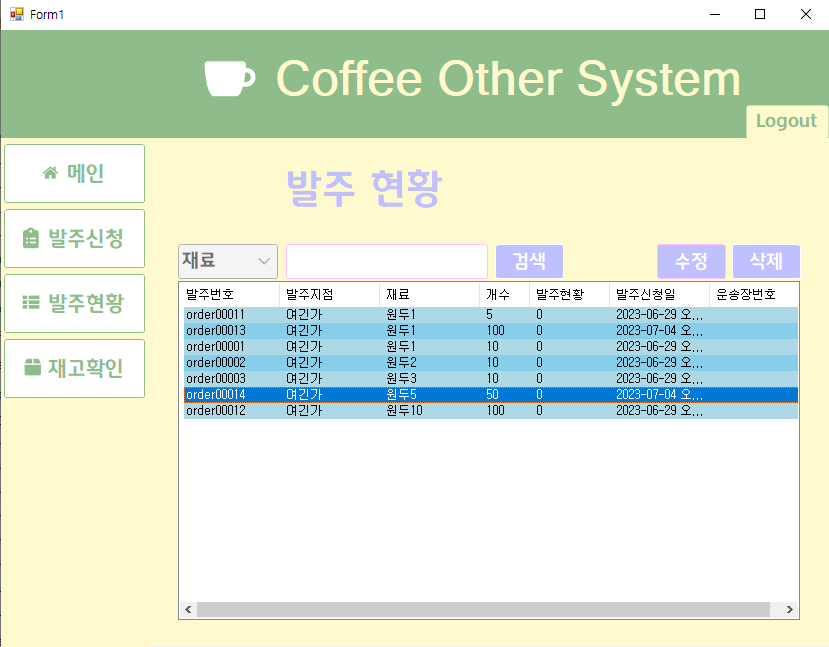 Form1
Coffee Other System
Logout
메인
발주신청
발주현황
재고확인
발주 현황
재료 검색 수정 삭제
발주번호 발주지점 재료 개수 발주현황 발주신청일 운송장번호
order00011 여긴가 원두1 5 0 2023-06-29 오...
order00013 여긴가 원두1 100 0 2023-07-04 오...
order00001 여긴가 원두1 10 0 2023-06-29 오...
order00002 여긴가 원두2 10 0 2023-06-29 오...
order00003 여긴가 원두3 10 0 2023-06-29 오...
order00014 여긴가 원두5 50 0 2023-07-04 오...
order00012 여긴가 원두10 100 0 2023-06-29 오...